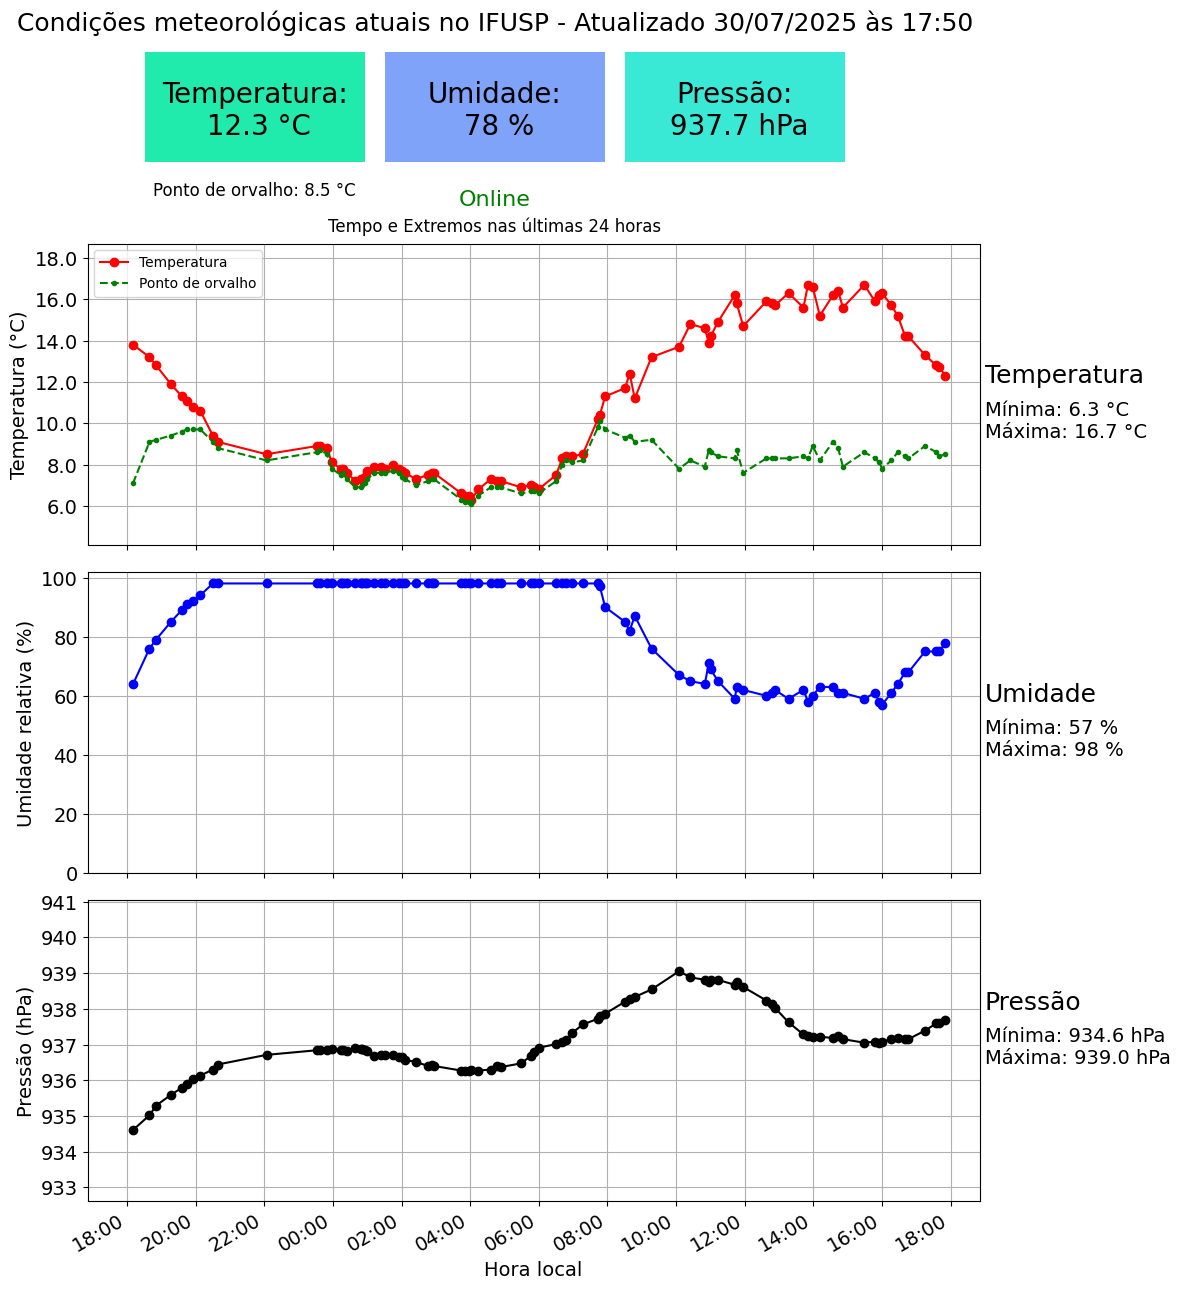 Condições meteorológicas atuais no IFUSP - Atualizado 30/07/2025 às 17:50
Temperatura:
12.3 °C
Umidade:
78 %
Pressão:
937.7 hPa
Ponto de orvalho: 8.5 °C
Online
Tempo e Extremos nas últimas 24 horas
Temperatura (°C)
18.0
16.0
14.0
12.0
10.0
8.0
6.0
Temperatura
Ponto de orvalho
Temperatura
Mínima: 6.3 °C
Máxima: 16.7 °C
Umidade relativa (%)
100
80
60
40
20
0
Umidade
Mínima: 57 %
Máxima: 98 %
Pressão (hPa)
941
940
939
938
937
936
935
934
933
Pressão
Mínima: 934.6 hPa
Máxima: 939.0 hPa
18:00 20:00 22:00 00:00 02:00 04:00 06:00 08:00 10:00 12:00 14:00 16:00 18:00
Hora local